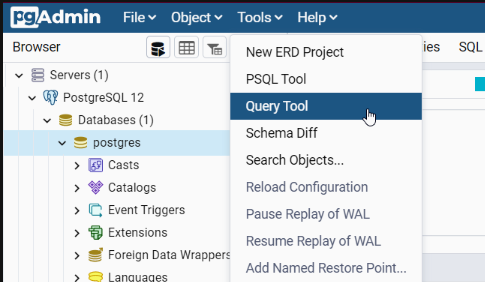 pgAdmin File Object Tools Help
Browser
ies SQL
New ERD Project
PSQL Tool
Query Tool
Schema Diff
Search Objects...
Reload Configuration
Pause Replay of WAL
Resume Replay of WAL
Add Named Restore Point...
Servers (1)
PostgreSQL 12
Databases (1)
postgres
Casts
Catalogs
Event Triggers
Extensions
Foreign Data Wrappers
Languages